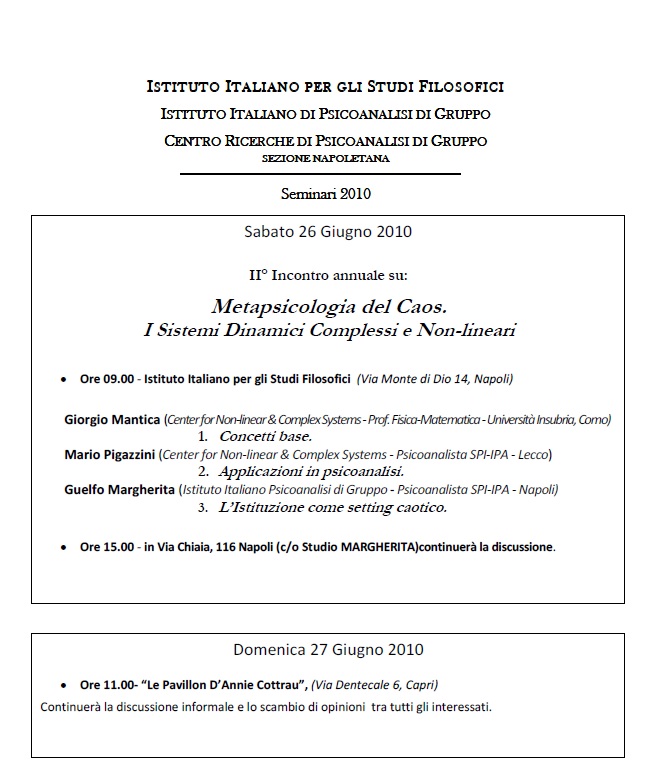 ISTITUTO ITALIANO PER GLI STUDI FILOSOFICI
ISTITUTO ITALIANO DI PSICOANALISI DI GRUPPO
CENTRO RICERCHE DI PSICOANALISI DI GRUPPO
SEZIONE NAPOLETANA
Seminari 2010
Sabato 26 Giugno 2010
II° Incontro annuale su:
Metapsicologia del Caos.
I Sistemi Dinamici Complessi e Non-lineari
• Ore 09.00 - Istituto Italiano per gli Studi Filosofici (Via Monte di Dio 14, Napoli)
Giorgio Mantica (Center for Non-linear & Complex Systems - Prof. Fisica-Matematica - Università Insubria, Como)
1. Concetti base.
Mario Pigazzini (Center for Non-linear & Complex Systems - Psicoanalista SPI-IPA - Lecco)
2. Applicazioni in psicoanalisi.
Guelfo Margherita (Istituto Italiano Psicoanalisi di Gruppo - Psicoanalista SPI-IPA - Napoli)
3. L’Istituzione come setting caotico.
• Ore 15.00 - in Via Chiaia, 116 Napoli (c/o Studio MARGHERITA)continuerà la discussione.
Domenica 27 Giugno 2010
• Ore 11.00- “Le Pavillon D’Annie Cottrau”, (Via Dentecale 6, Capri)
Continuerà la discussione informale e lo scambio di opinioni tra tutti gli interessati.